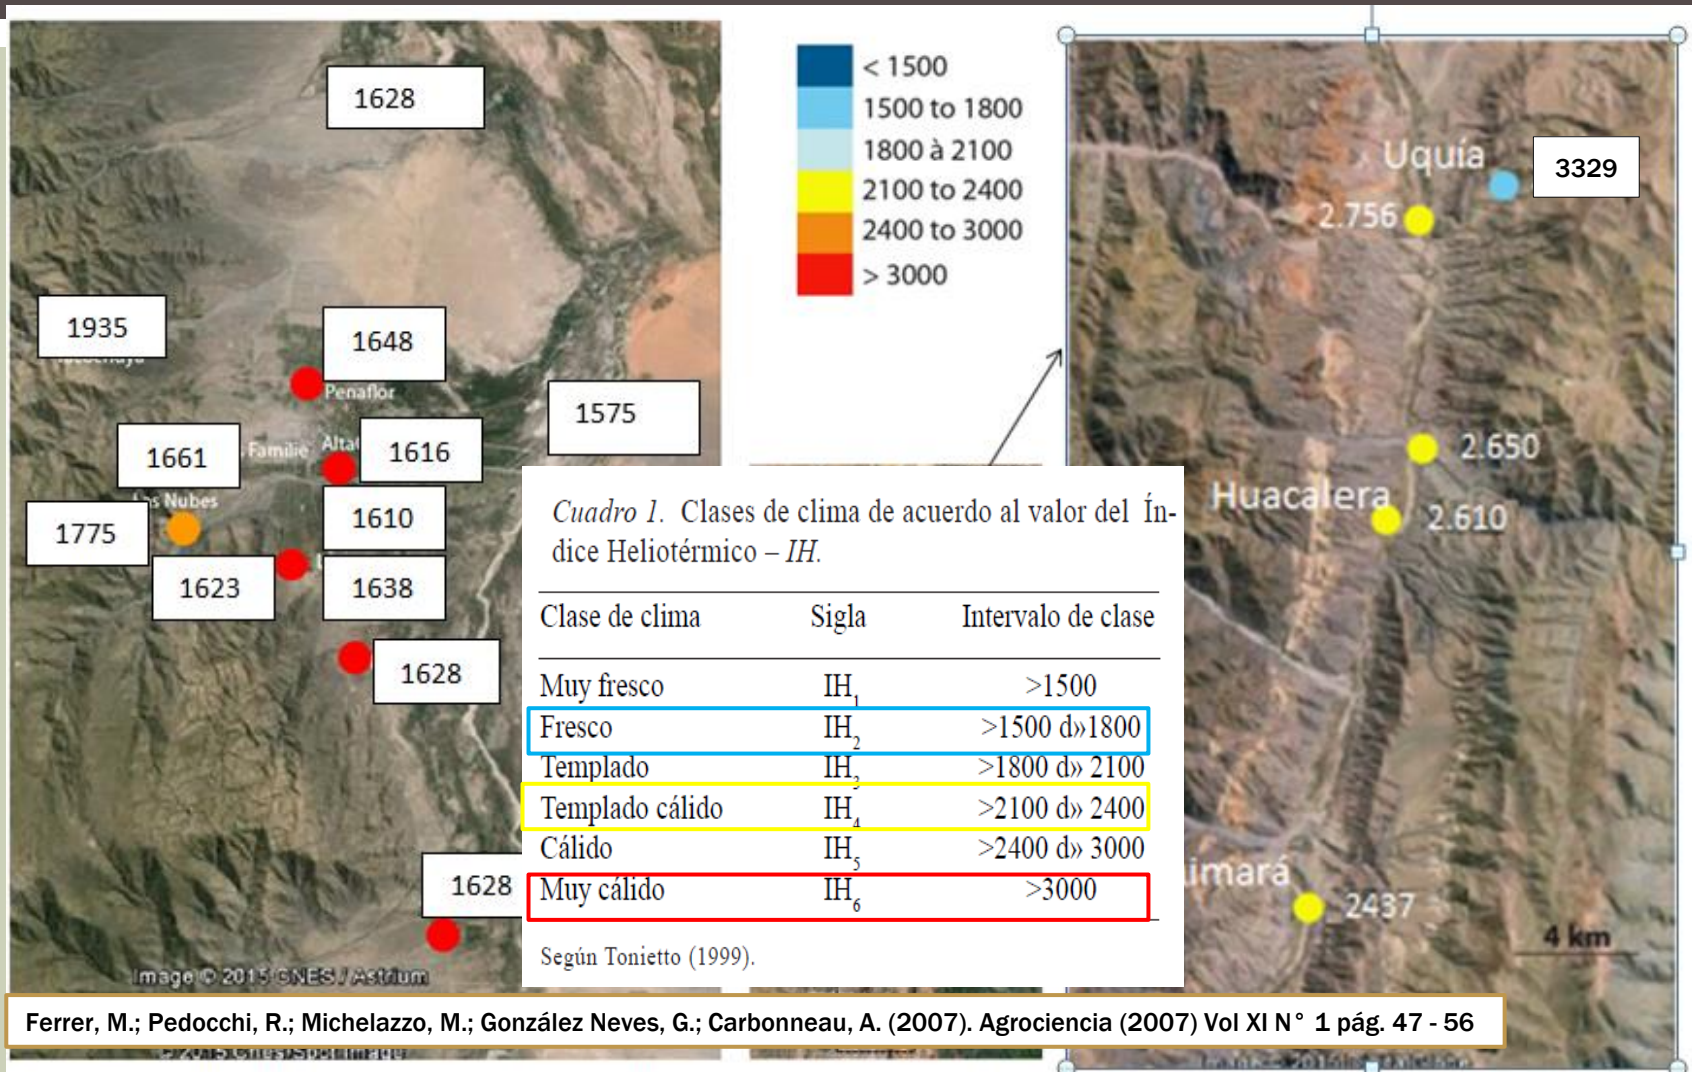 1628
1935
1648
Penaflor
1575
Familie
1661
1616
Nubes
1775
1610
1623
1638
1628
1628
Image © 2015 CNES / Astrium
< 1500
1500 to 1800
1800 à 2100
2100 to 2400
2400 to 3000
> 3000
Cuadro 1. Clases de clima de acuerdo al valor del Ín-
dice Heliotérmico – IH.
Clase de clima Sigla Intervalo de clase
Muy fresco IH1 >1500
Fresco IH2 >1500 d»1800
Templado IH3 >1800 d» 2100
Templado cálido IH4 >2100 d» 2400
Cálido IH5 >2400 d» 3000
Muy cálido IH6 >3000
Según Tonietto (1999).
Uquía
3329
2.756
2.650
Huacalera
2.610
imará
2437
4 km
Ferrer, M.; Pedocchi, R.; Michelazzo, M.; González Neves, G.; Carbonneau, A. (2007). Agrociencia (2007) Vol XI N° 1 pág. 47 - 56